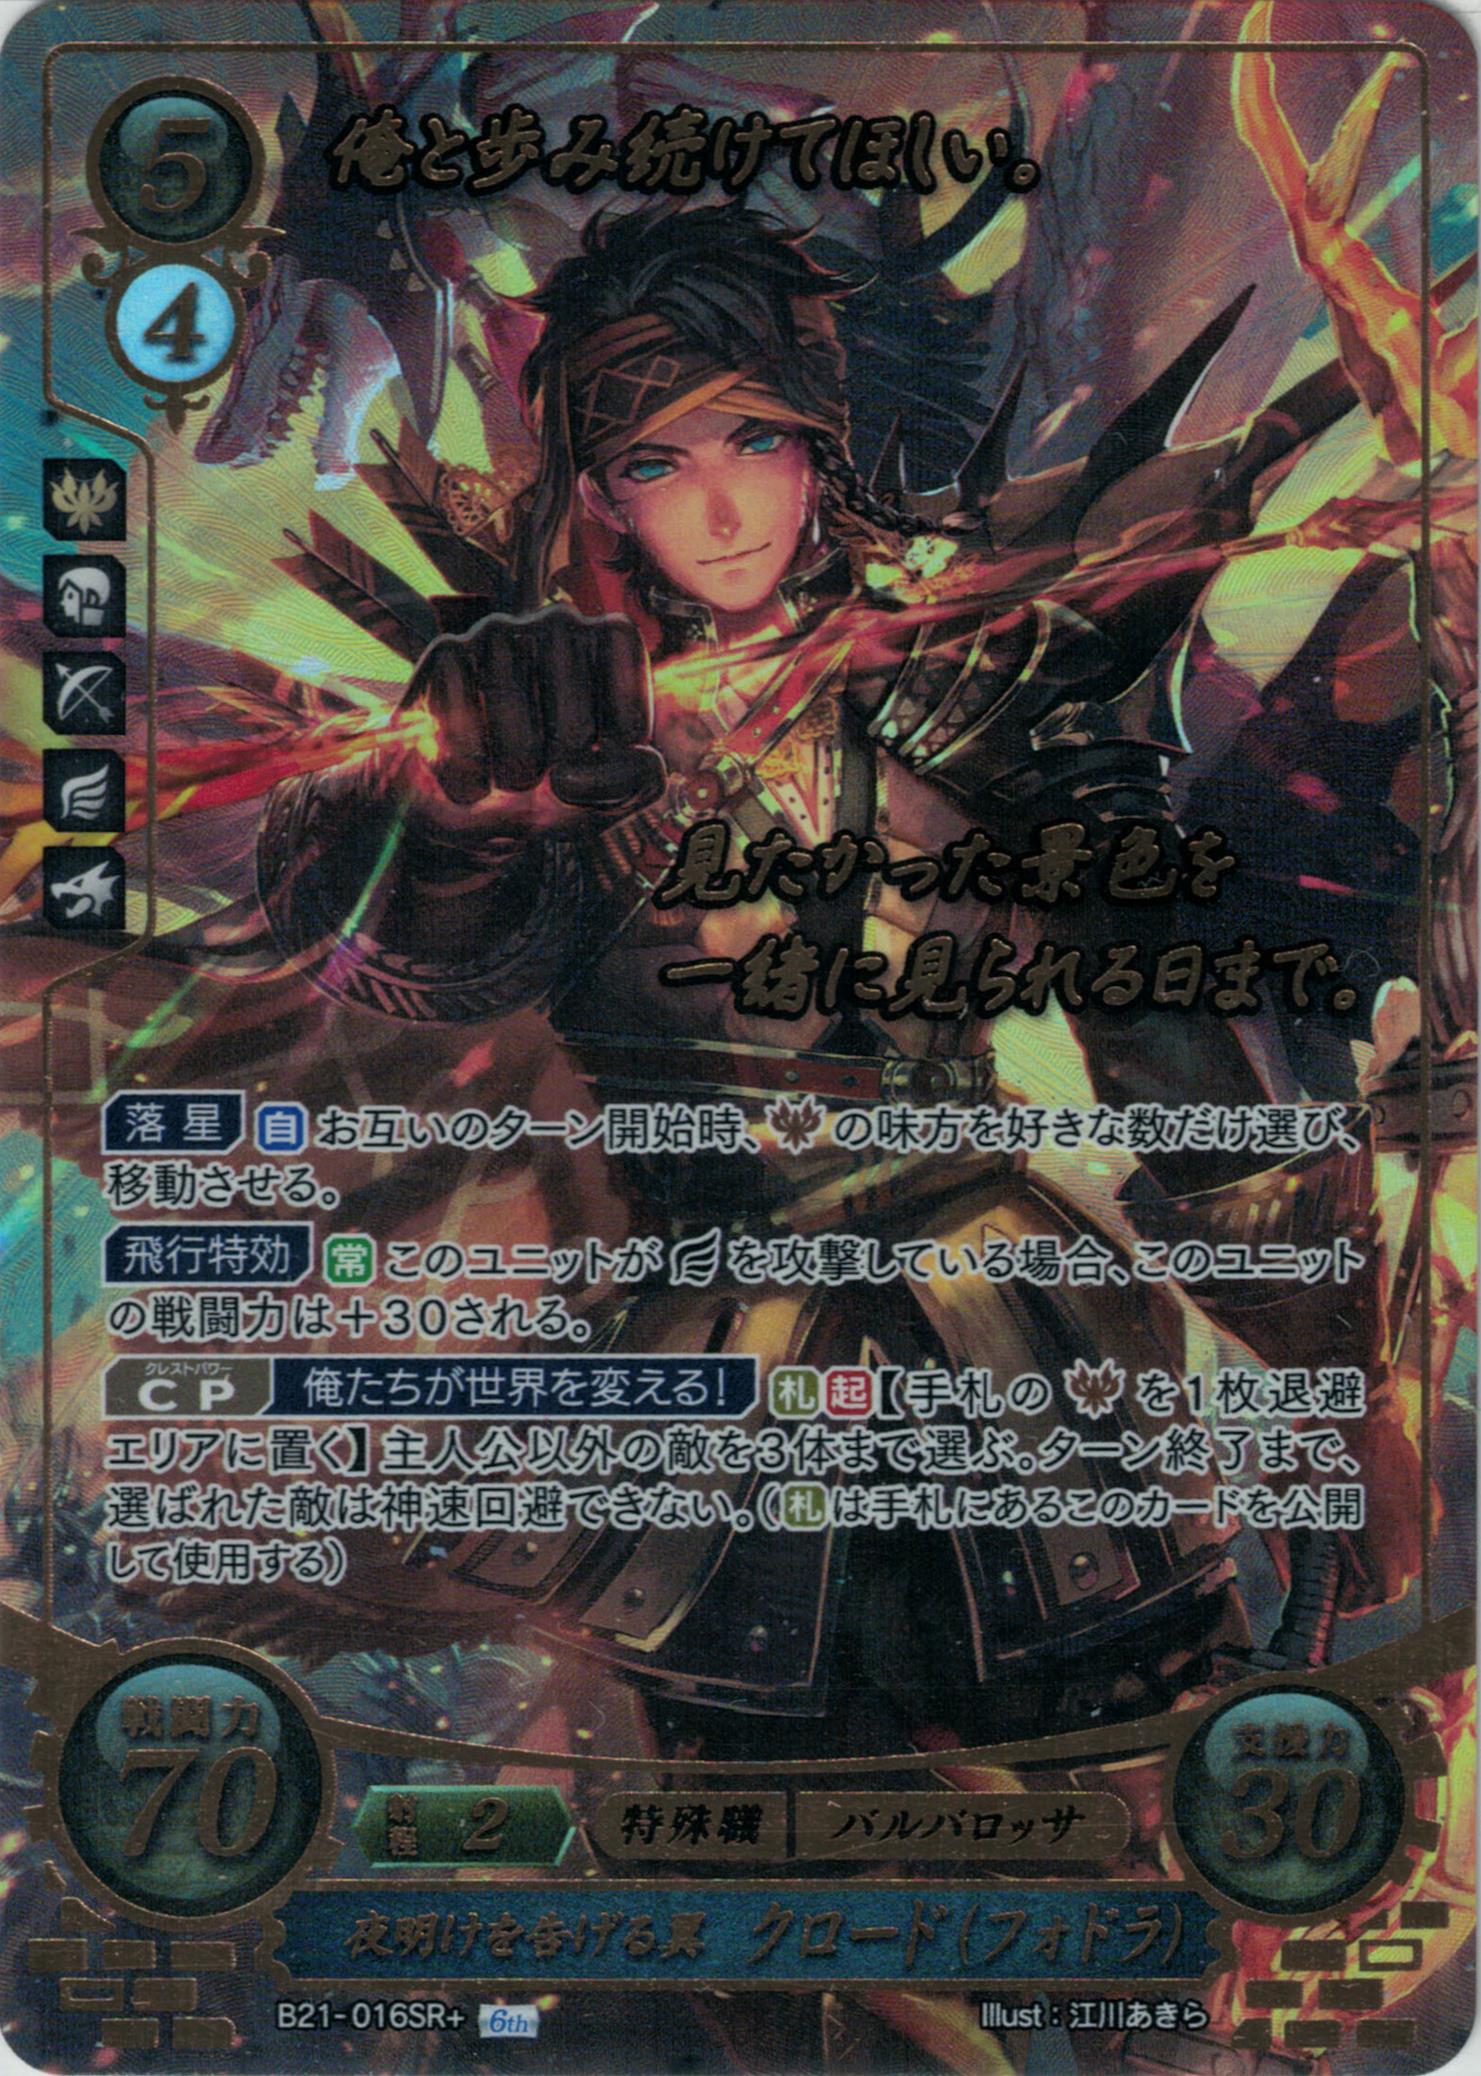 5
俺と歩み続けてほしい。
4
見たかった景色を
一緒に見られる日まで。
落星 自 お互いのターン開始時、の味方を好きな数だけ選び、
移動させる。
飛行特効 常 このユニットがを攻撃している場合、このユニット
の戦闘力は＋30される。
クレストパワー
CP 俺たちが世界を変える! 札 起【手札のを1枚退避
エリアに置く】主人公以外の敵を3体まで選ぶ。ターン終了まで、
選ばれた敵は神速回避できない。(札は手札にあるこのカードを公開
して使用する)
戦闘力
70
射程 2
特殊職 バルバロッサ
支援力
30
夜明けを告げる翼 クロード(フォドラ)
B21-016SR+ 6th
Illust：江川あきら